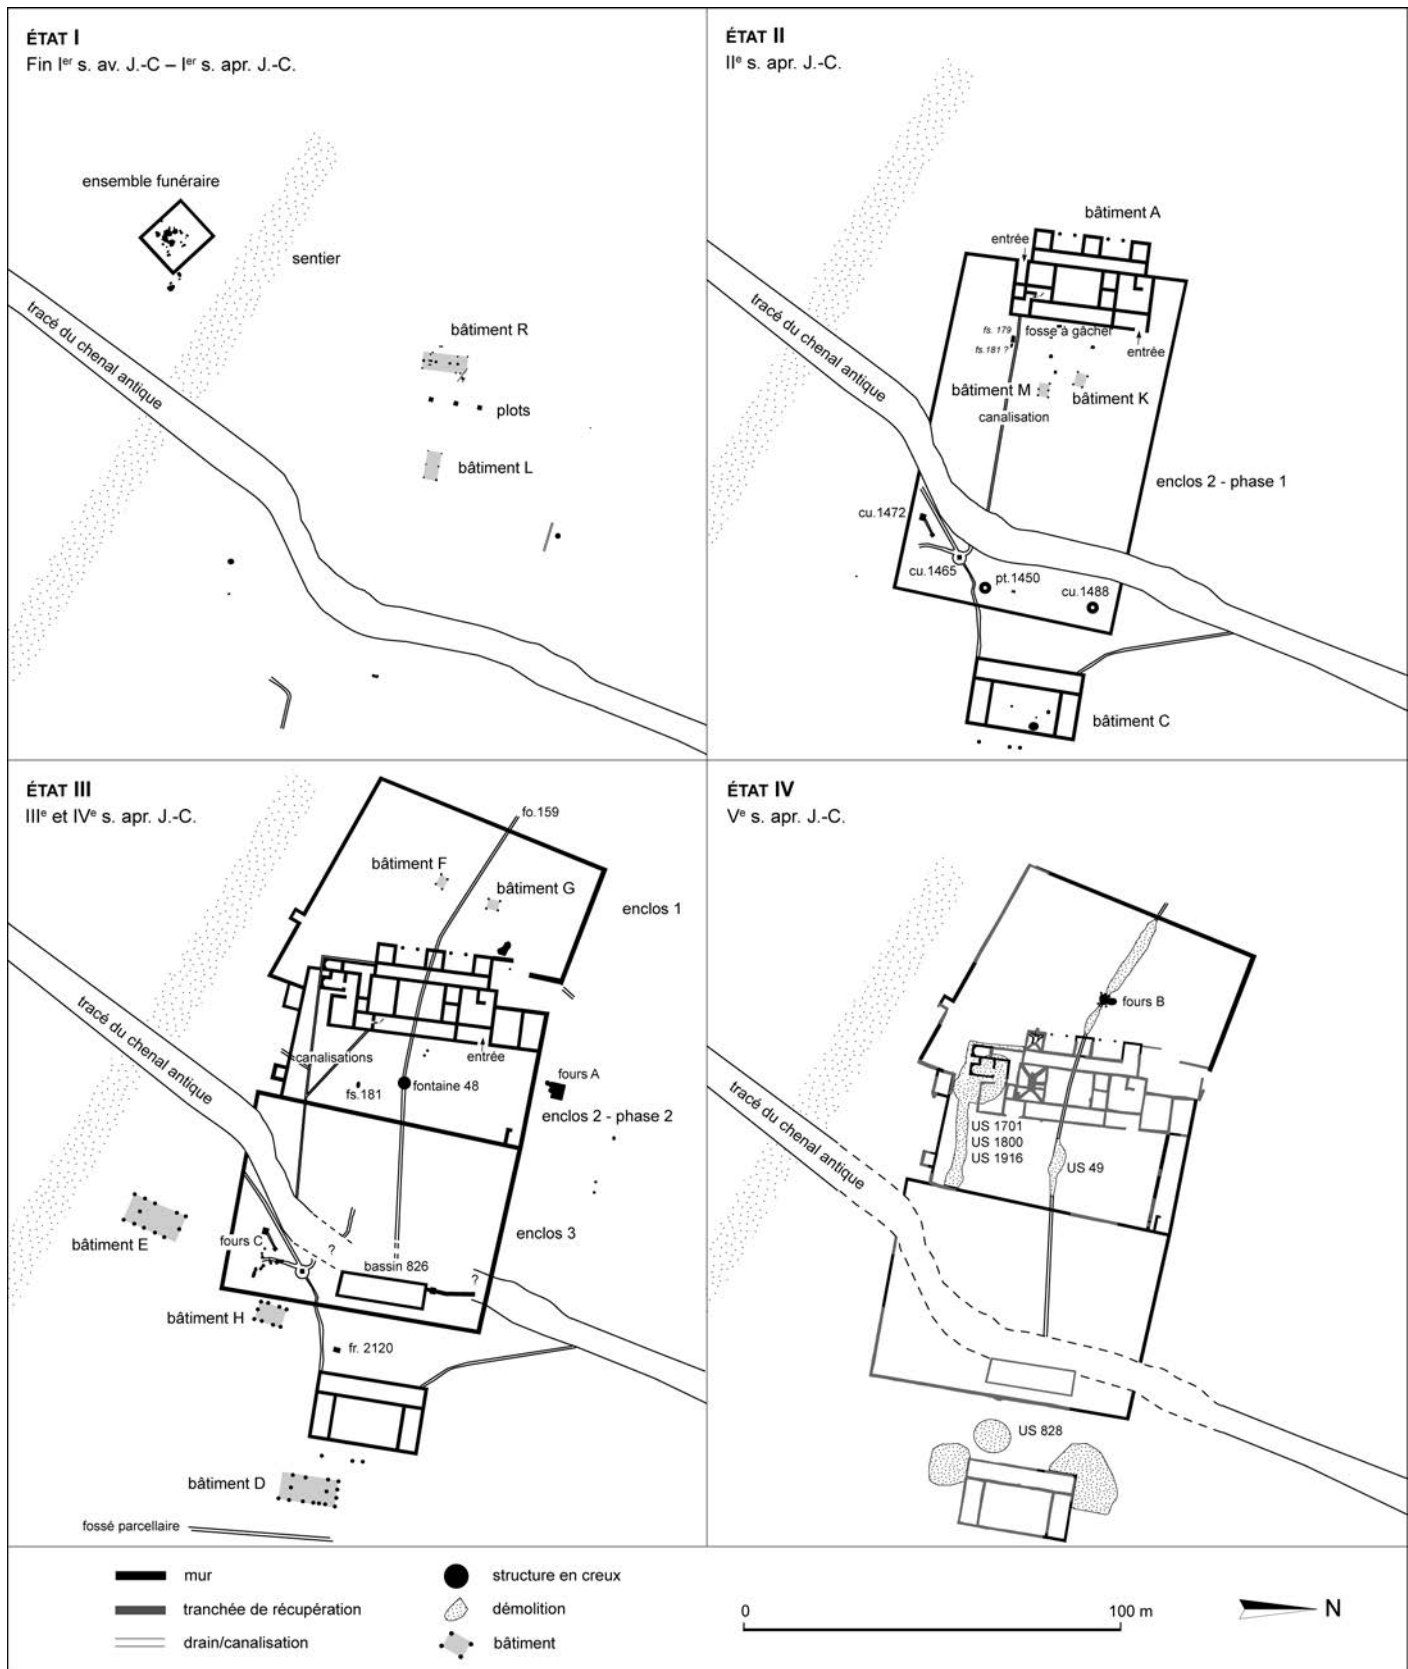 ÉTAT I
Fin Ier s. av. J.-C – Ier s. apr. J.-C.
ensemble funéraire
sentier
tracé du chenal antique
bâtiment R
plots
bâtiment L
ÉTAT II
IIe s. apr. J.-C.
bâtiment A
entrée
tracé du chenal antique
fs. 179
fosse à gâcher
fs.181 ?
entrée
bâtiment M
bâtiment K
canalisation
enclos 2 - phase 1
cu.1472
cu.1465
pt.1450
cu.1488
bâtiment C
ÉTAT III
IIIe et IVe s. apr. J.-C.
fo.159
bâtiment F
bâtiment G
enclos 1
tracé du chenal antique
canalisations
entrée
fs.181
fontaine 48
fours A
enclos 2 - phase 2
bâtiment E
fours C
?
enclos 3
bassin 826
?
bâtiment H
fr. 2120
bâtiment D
fossé parcellaire
ÉTAT IV
Ve s. apr. J.-C.
fours B
tracé du chenal antique
US 1701
US 1800
US 1916
US 49
US 828
mur
tranchée de récupération
drain/canalisation
structure en creux
démolition
bâtiment
0
100 m
N